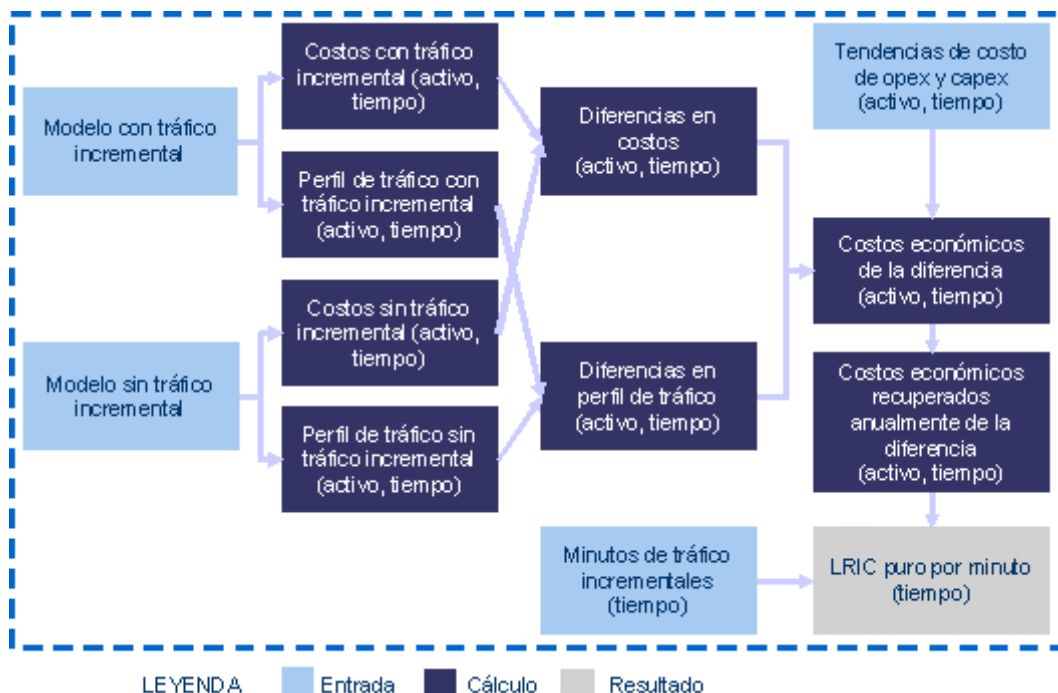 Modelo con tráfico
incremental
Modelo sin tráfico
incremental
Costos con tráfico
incremental (activo,
tiempo)
Perfil de tráfico con
tráfico incremental
(activo, tiempo)
Costos sin tráfico
incremental (activo,
tiempo)
Perfil de tráfico sin
tráfico incremental
(activo, tiempo)
Diferencias en
costos
(activo, tiempo)
Diferencias en
perfil de tráfico
(activo, tiempo)
Minutos de tráfico
incrementales
(tiempo)
Tendencias de costo
de opex y capex
(activo, tiempo)
Costos económicos
de la diferencia
(activo, tiempo)
Costos económicos
recuperados
anualmente de la
diferencia
(activo, tiempo)
LRIC puro por minuto
(tiempo)
LEYENDA Entrada Cálculo Resultado